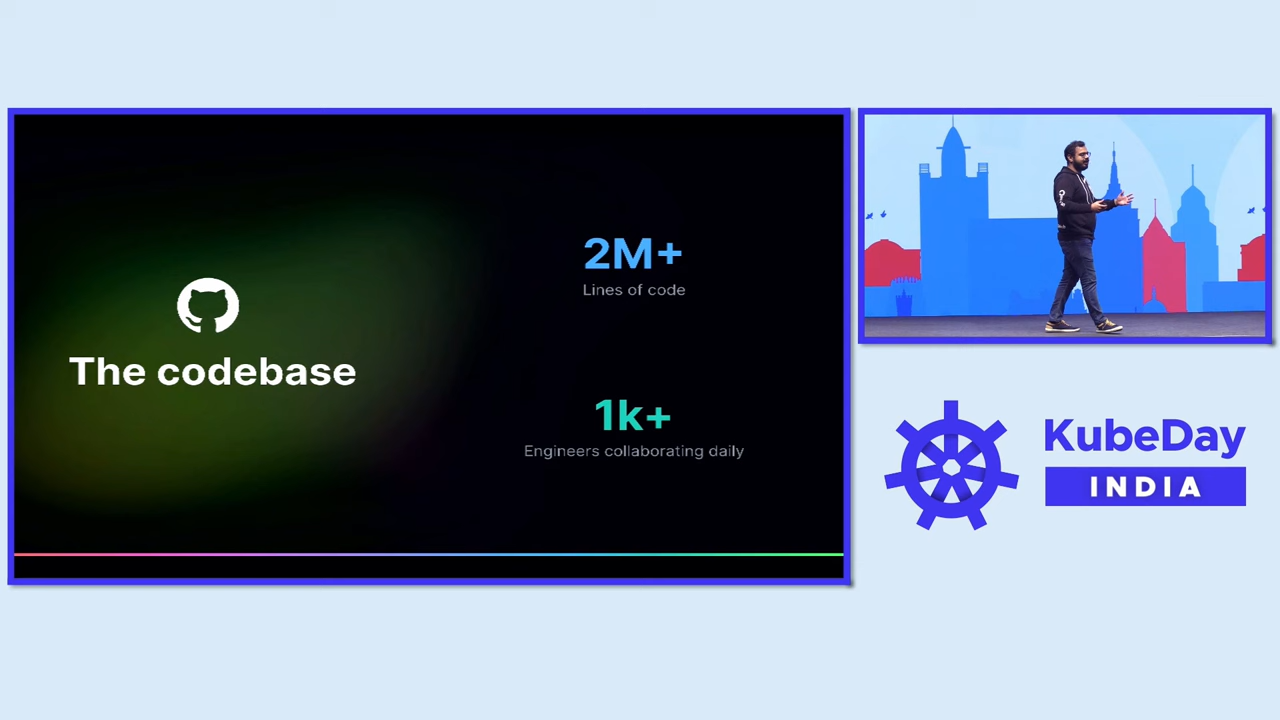 The codebase
2M+
Lines of code
1k+
Engineers collaborating daily
KubeDay
INDIA